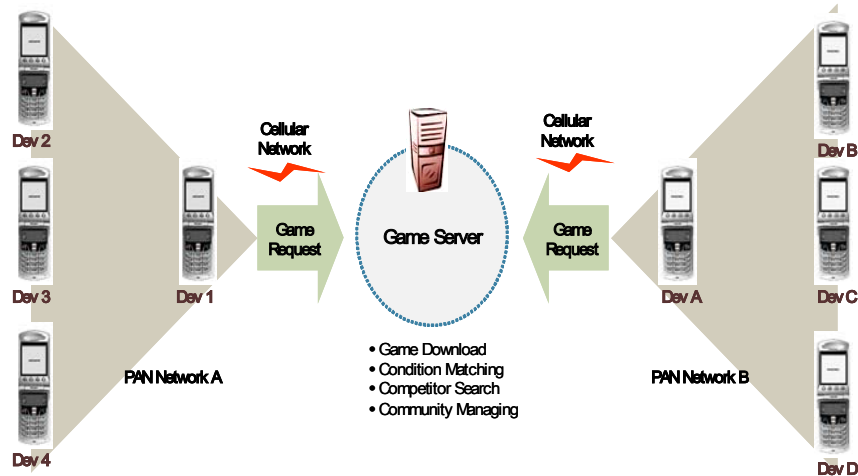 Dev 2
Dev 3
Dev 4
Dev 1
PAN Network A
Cellular
Network
Game
Request
Game Server
• Game Download
• Condition Matching
• Competitor Search
• Community Managing
Cellular
Network
Game
Request
Dev A
PAN Network B
Dev B
Dev C
Dev D